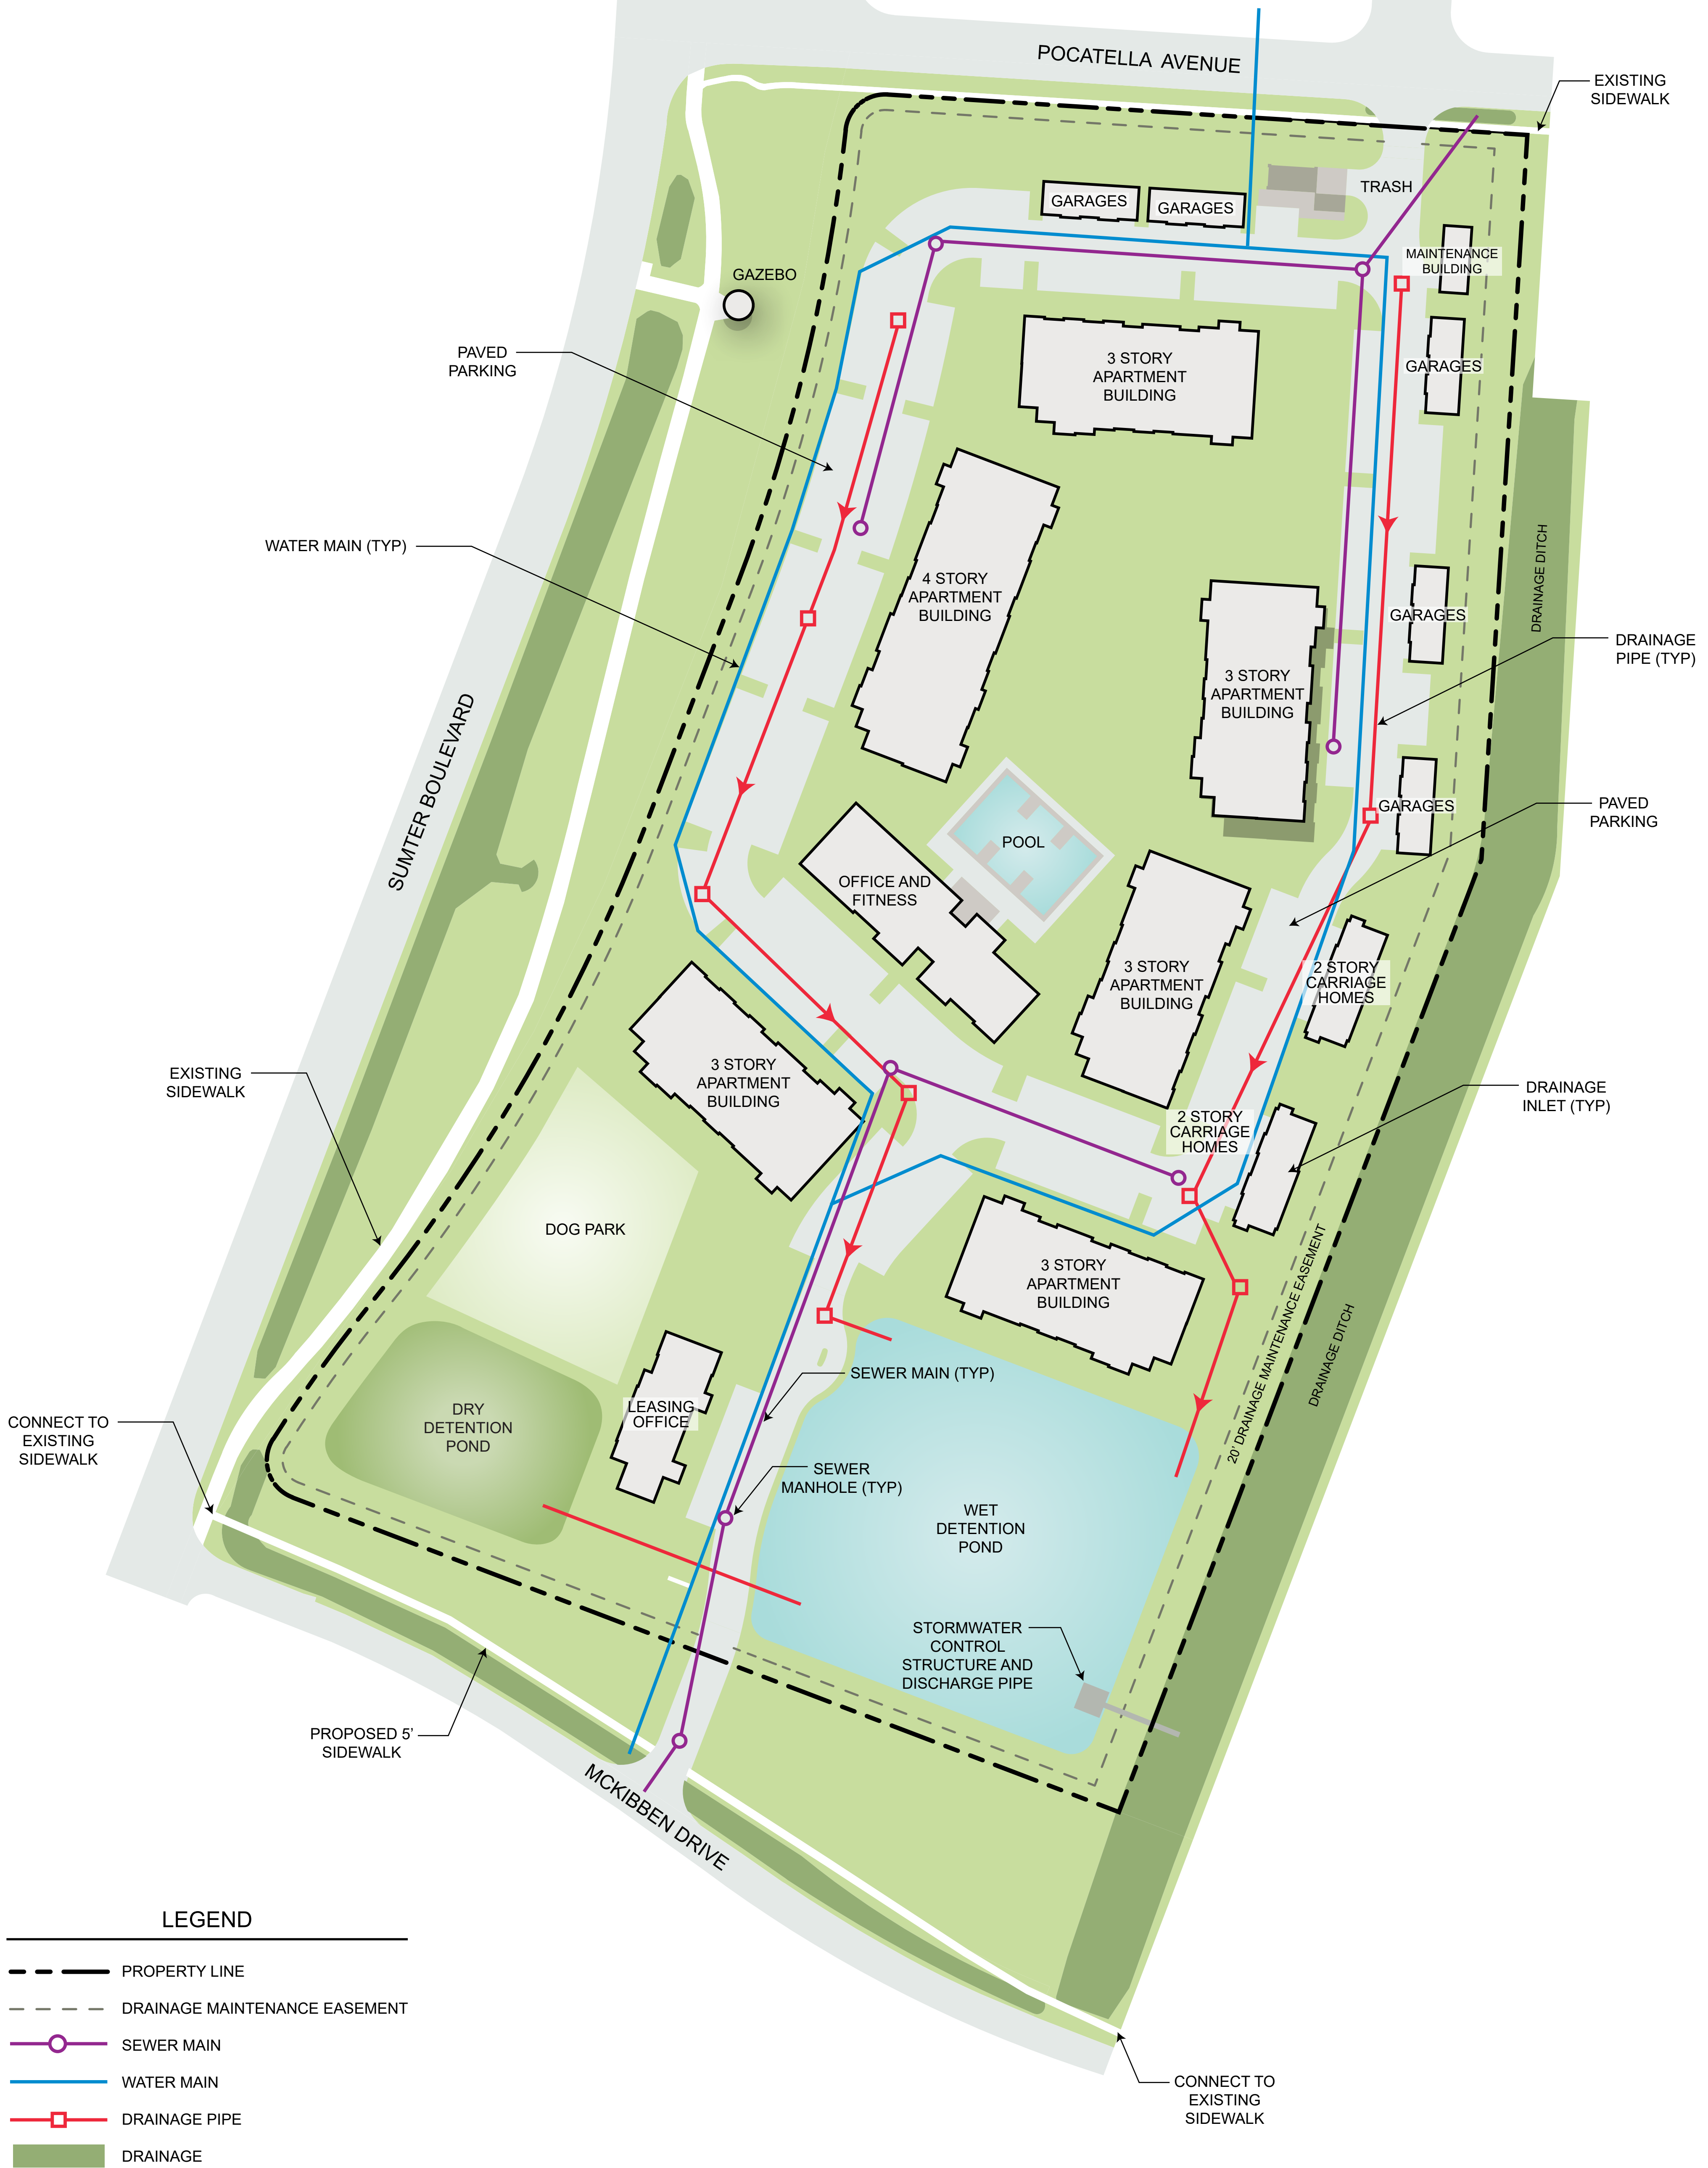 POCATELLA AVENUE
EXISTING
SIDEWALK
TRASH
GARAGES
GARAGES
MAINTENANCE
BUILDING
GAZEBO
PAVED
PARKING
3 STORY
APARTMENT
BUILDING
GARAGES
WATER MAIN (TYP)
4 STORY
APARTMENT
BUILDING
DRAINAGE DITCH
GARAGES
DRAINAGE
PIPE (TYP)
3 STORY
APARTMENT
BUILDING
SUMTER BOULEVARD
POOL
GARAGES
PAVED
PARKING
OFFICE AND
FITNESS
3 STORY
APARTMENT
BUILDING
2 STORY
CARRIAGE
HOMES
EXISTING
SIDEWALK
3 STORY
APARTMENT
BUILDING
DRAINAGE
INLET (TYP)
2 STORY
CARRIAGE
HOMES
DOG PARK
3 STORY
APARTMENT
BUILDING
20' DRAINAGE MAINTENANCE EASEMENT
DRAINAGE DITCH
SEWER MAIN (TYP)
CONNECT TO
EXISTING
SIDEWALK
DRY
DETENTION
POND
LEASING
OFFICE
SEWER
MANHOLE (TYP)
WET
DETENTION
POND
STORMWATER
CONTROL
STRUCTURE AND
DISCHARGE PIPE
PROPOSED 5'
SIDEWALK
MCKIBBEN DRIVE
LEGEND
PROPERTY LINE
DRAINAGE MAINTENANCE EASEMENT
SEWER MAIN
WATER MAIN
DRAINAGE PIPE
DRAINAGE
CONNECT TO
EXISTING
SIDEWALK